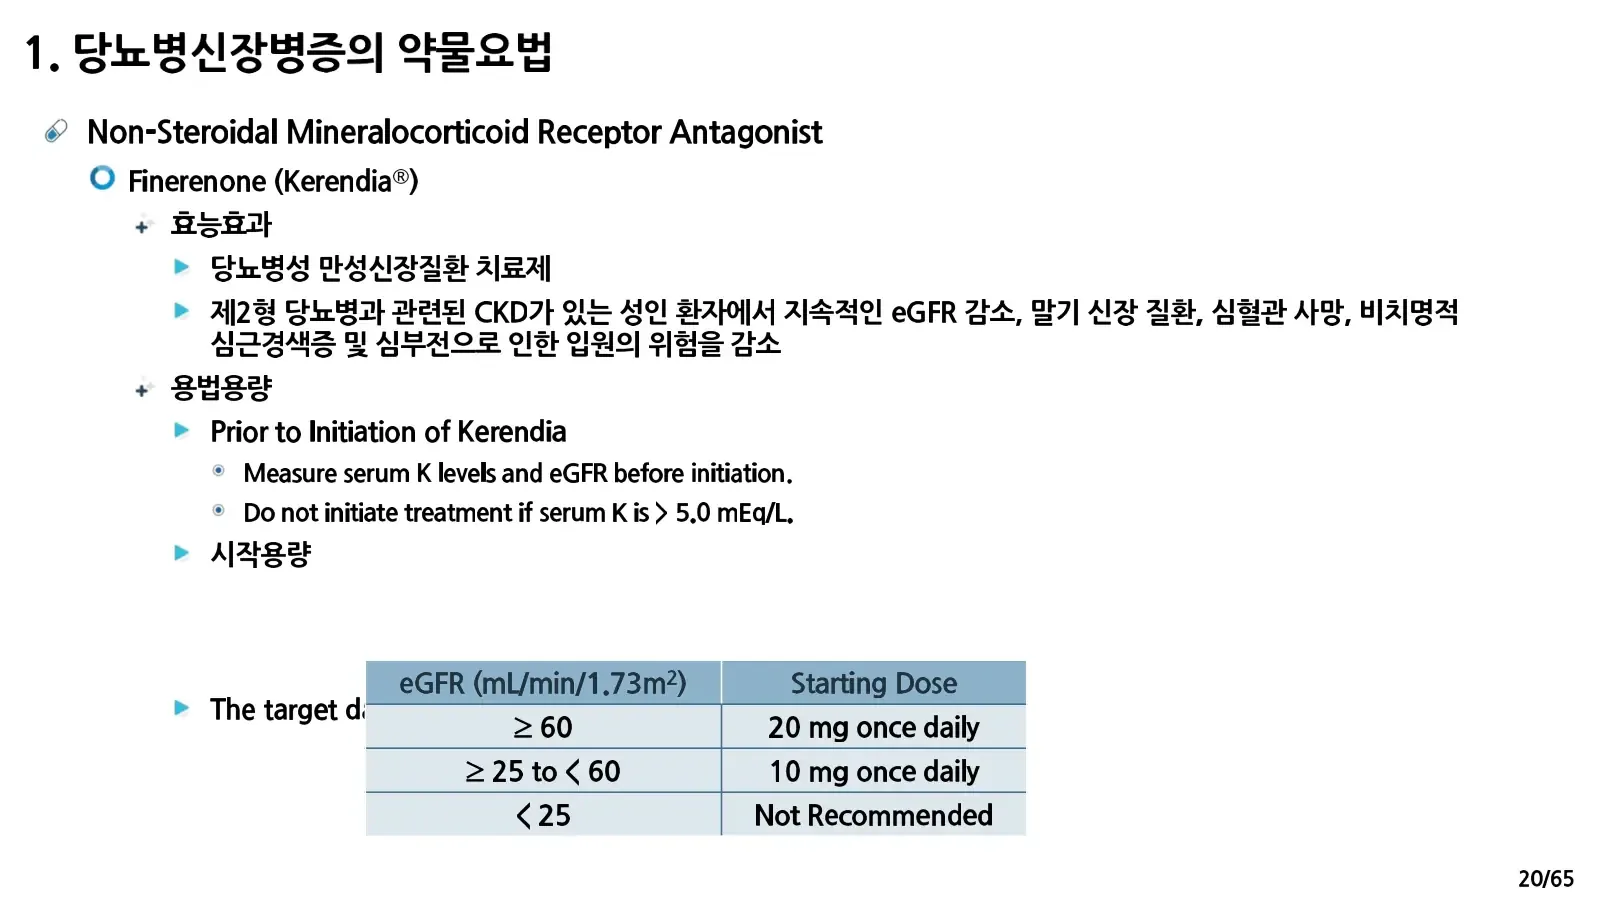 1. 당뇨병신장병증의 약물요법
Non-Steroidal Mineralocorticoid Receptor Antagonist
Finerenone (Kerendia®)
효능효과
당뇨병성 만성신장질환 치료제
제2형 당뇨병과 관련된 CKD가 있는 성인 환자에서 지속적인 eGFR 감소, 말기 신장 질환, 심혈관 사망, 비치명적
심근경색증 및 심부전으로 인한 입원의 위험을 감소
용법용량
Prior to Initiation of Kerendia
Measure serum K levels and eGFR before initiation.
Do not initiate treatment if serum K is > 5.0 mEq/L.
시작용량
eGFR (mL/min/1.73m²) Starting Dose
The target
≥ 60 20 mg once daily
≥ 25 to < 60 10 mg once daily
< 25 Not Recommended
20/65